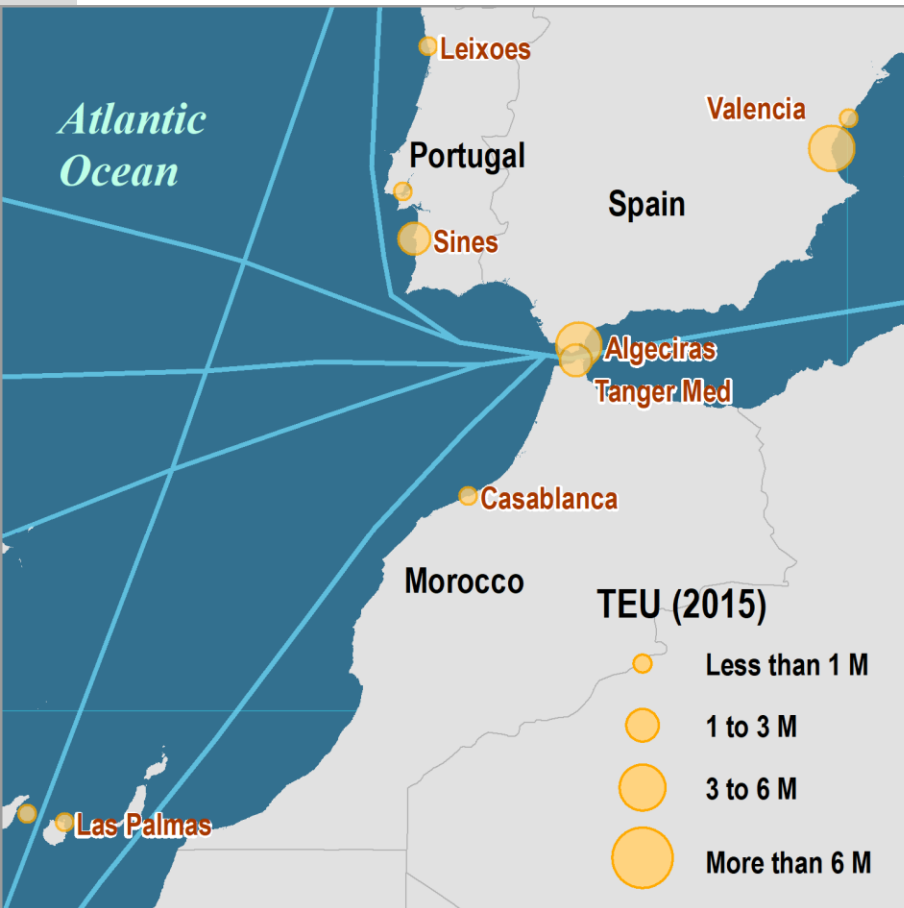 Leixoes
Atlantic
Ocean
Valencia
Portugal
Spain
Sines
Algeciras
Tanger Med
Casablanca
Morocco
TEU (2015)
Less than 1 M
1 to 3 M
3 to 6 M
More than 6 M
Las Palmas